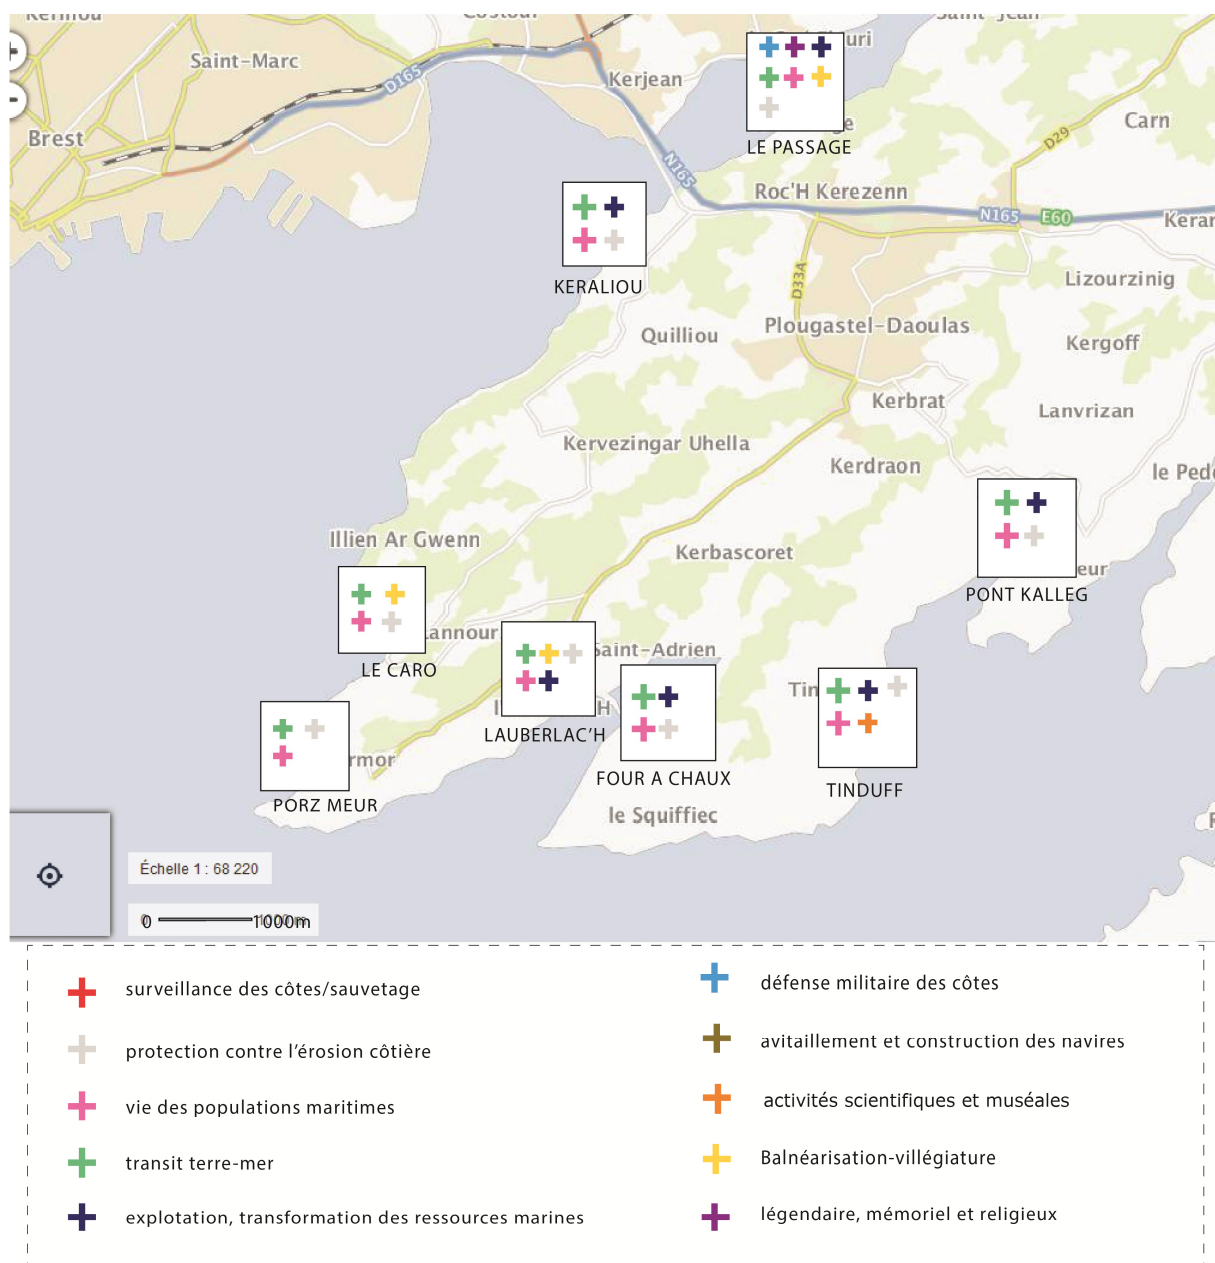 Saint-Marc
Kerjean
D165
Brest
LE PASSAGE
Carn
D29
N165
Roc'H Kerezenn
N165
E60
KERALIOU
D33A
Lizourzinig
Quilliou
Plougastel-Daoulas
Kergoff
Kerbrat
Lanvrizan
Kervezingar Uhella
Kerdraon
le Ped
Illien Ar Gwenn
Kerbascoret
eur
PONT KALLEG
annour
LE CARO
Saint-Adrien
Tin
LAUBERLAC'H
rmor
FOUR A CHAUX
TINDUFF
PORZ MEUR
le Squiffiec
Échelle 1 : 68 220
0 1000m
surveillance des côtes/sauvetage
protection contre l'érosion côtière
vie des populations maritimes
transit terre-mer
explotation, transformation des ressources marines
défense militaire des côtes
avitaillement et construction des navires
activités scientifiques et muséales
Balnéarisation-villégiature
légendaire, mémoriel et religieux